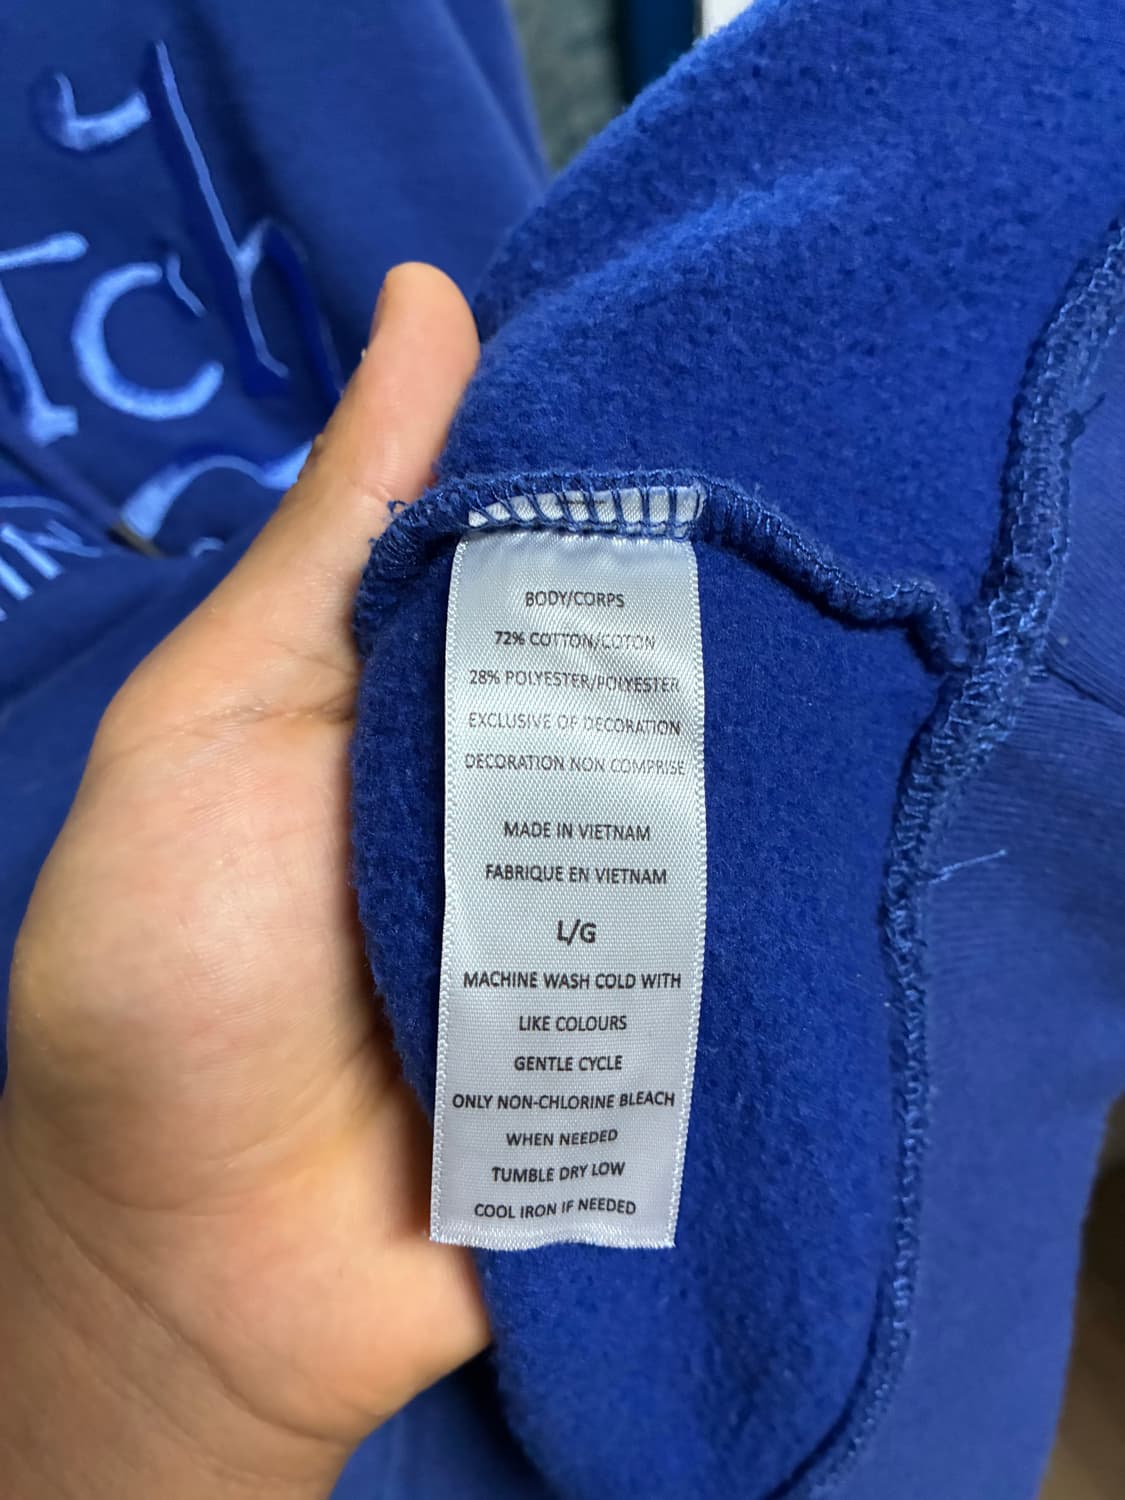 Tch
IN
BODY/CORPS
72% COTTON/COTON
28% POLYESTER/POLYESTER
EXCLUSIVE OF DECORATION
DECORATION NON COMPRISE
MADE IN VIETNAM
FABRIQUE EN VIETNAM
L/G
MACHINE WASH COLD WITH
LIKE COLOURS
GENTLE CYCLE
ONLY NON-CHLORINE BLEACH
WHEN NEEDED
TUMBLE DRY LOW
COOL IRON IF NEEDED